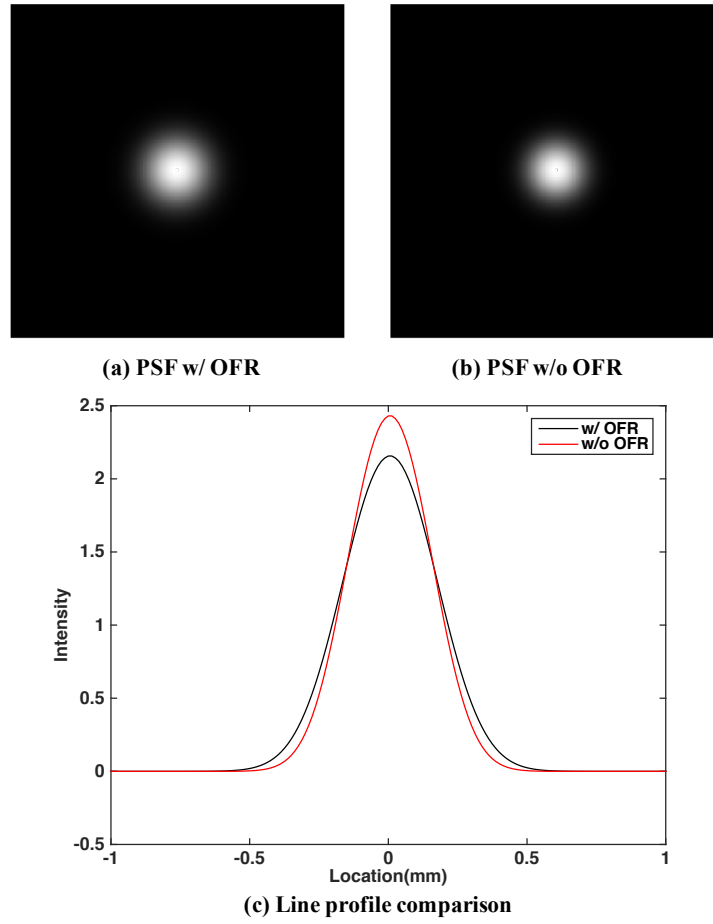 (a) PSF w/ OFR
(b) PSF w/o OFR
2.5
2
1.5
1
0.5
0
-0.5
Intensity
w/ OFR
w/o OFR
-1
-0.5
0
0.5
1
Location(mm)
(c) Line profile comparison